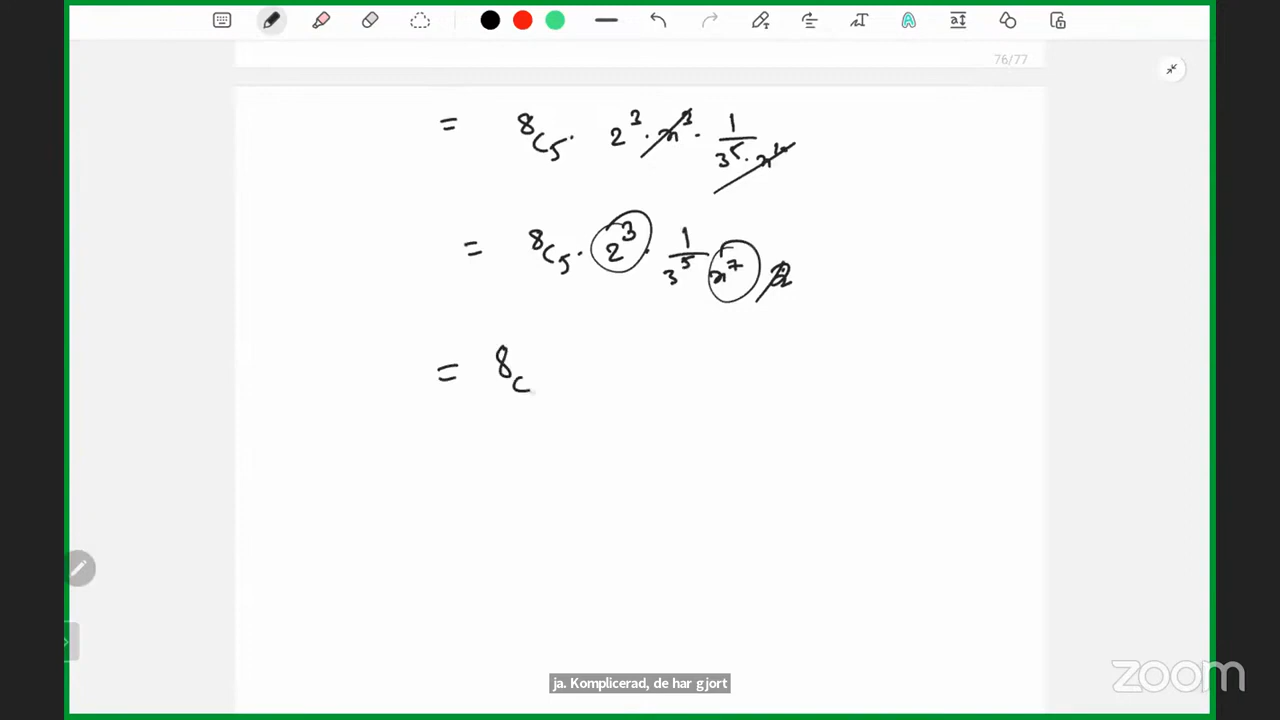 76/77
= ⁸C₅ · 2³ · x³ · 1/3⁵ · x¹⁰
= ⁸C₅ · 2³ · 1/3⁵ x⁷
= ⁸C
ja. Komplicerad, de har gjort
zoom